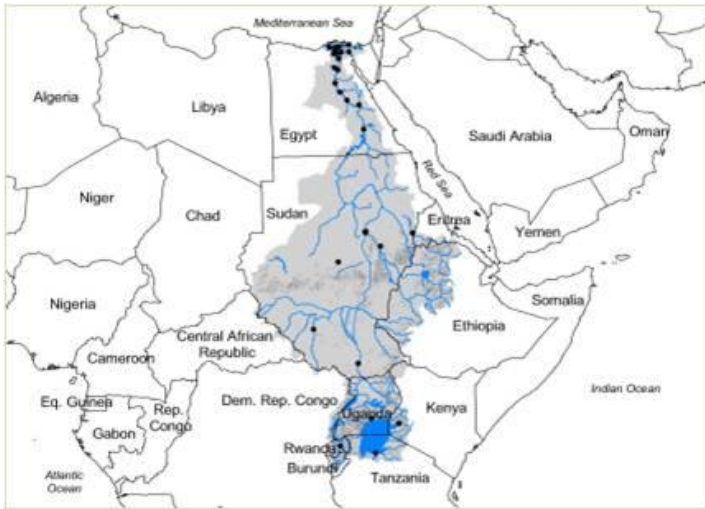 Mediterranean Sea
Algeria
Libya
Egypt
Saudi Arabia
Oman
Red Sea
Niger
Chad
Sudan
Eritrea
Yemen
Nigeria
Somalia
Ethiopia
Central African
Republic
Cameroon
Indian Ocean
Eq. Guinea
Rep.
Congo
Dem. Rep. Congo
Uganda
Kenya
Gabon
Rwanda
Burundi
Atlantic
Ocean
Tanzania